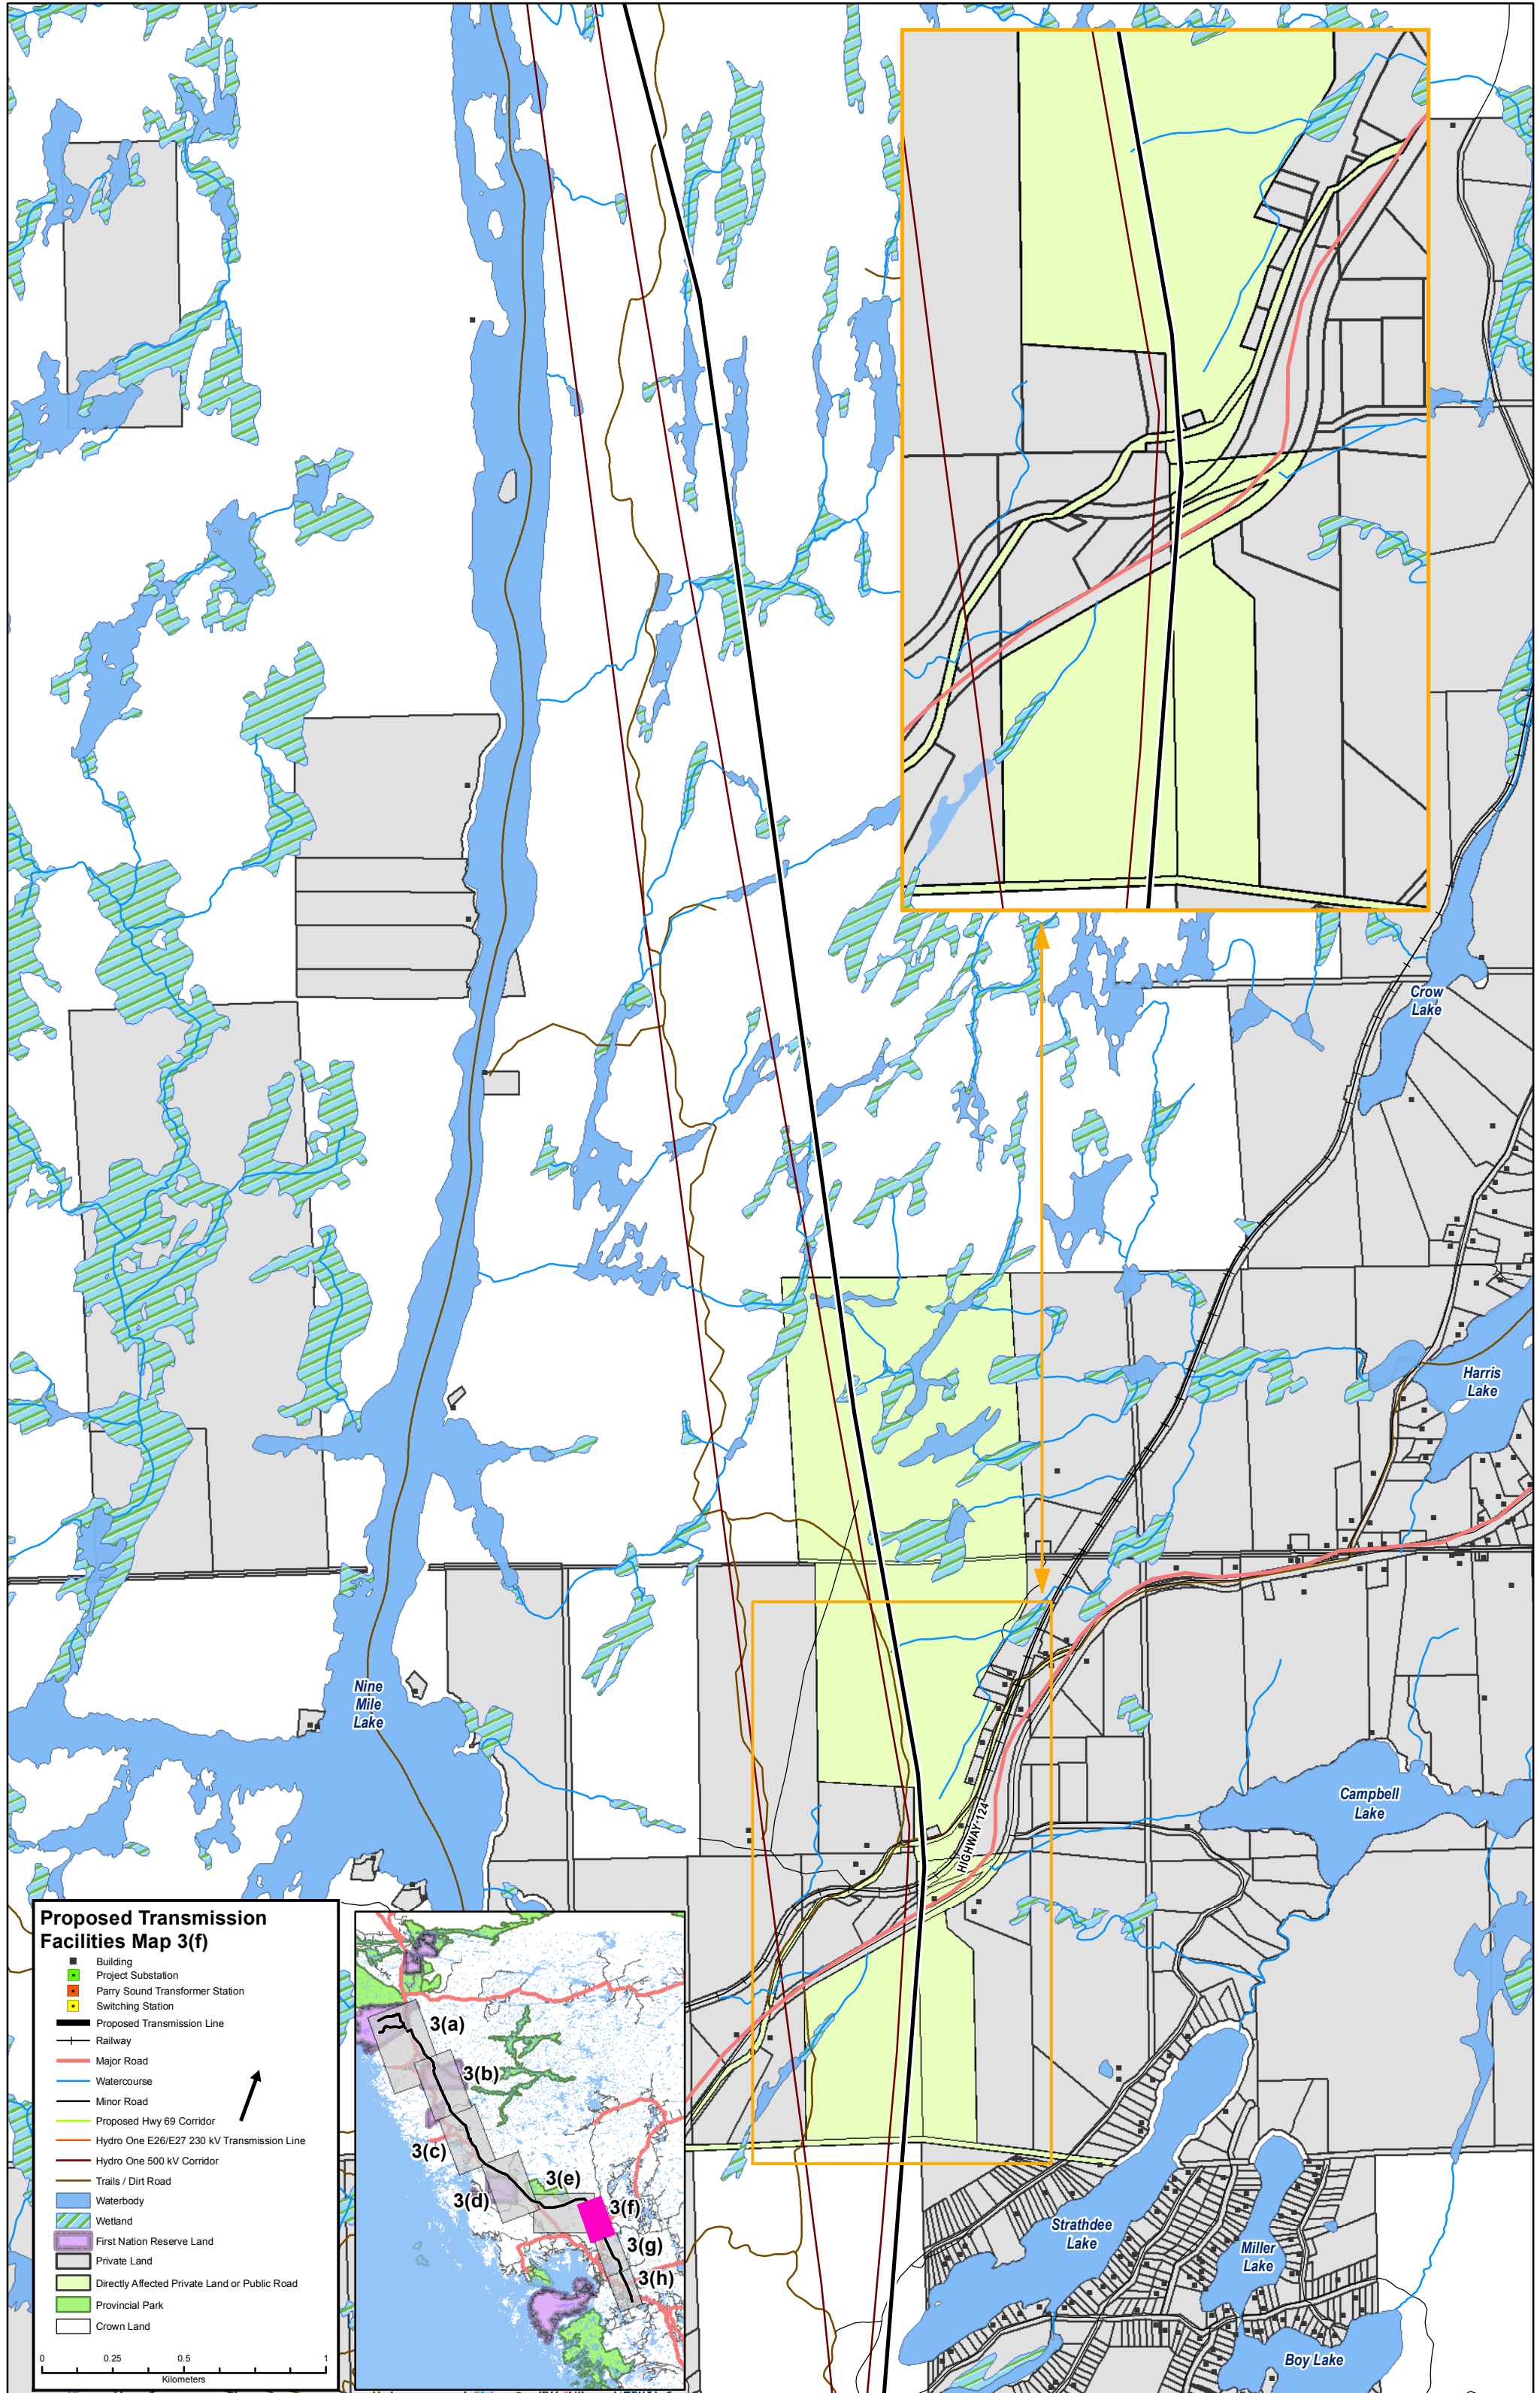 Crow
Lake
Harris
Lake
Nine
Mile
Lake
Campbell
Lake
HIGHWAY 124
Strathdee
Lake
Miller
Lake
Boy Lake
Proposed Transmission
Facilities Map 3(f)
Building
Project Substation
Parry Sound Transformer Station
Switching Station
Proposed Transmission Line
Railway
Major Road
Watercourse
Minor Road
Proposed Hwy 69 Corridor
Hydro One E26/E27 230 kV Transmission Line
Hydro One 500 kV Corridor
Trails / Dirt Road
Waterbody
Wetland
First Nation Reserve Land
Private Land
Directly Affected Private Land or Public Road
Provincial Park
Crown Land
0 0.25 0.5 1
Kilometers
3(a)
3(b)
3(c)
3(d)
3(e)
3(f)
3(g)
3(h)